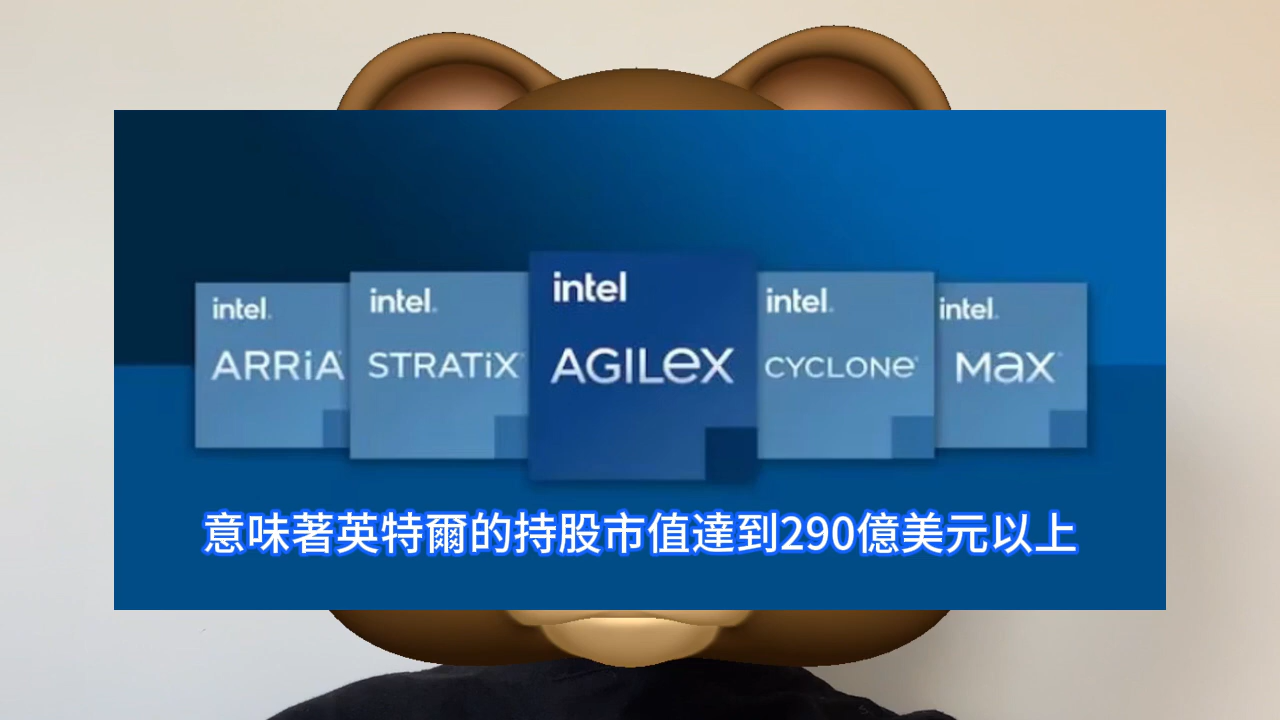 intel.
ARRiA
intel.
STRATiX
intel
AGILEX
intel.
CYCLONE
intel.
Max
意味著英特爾的持股市值達到290億美元以上